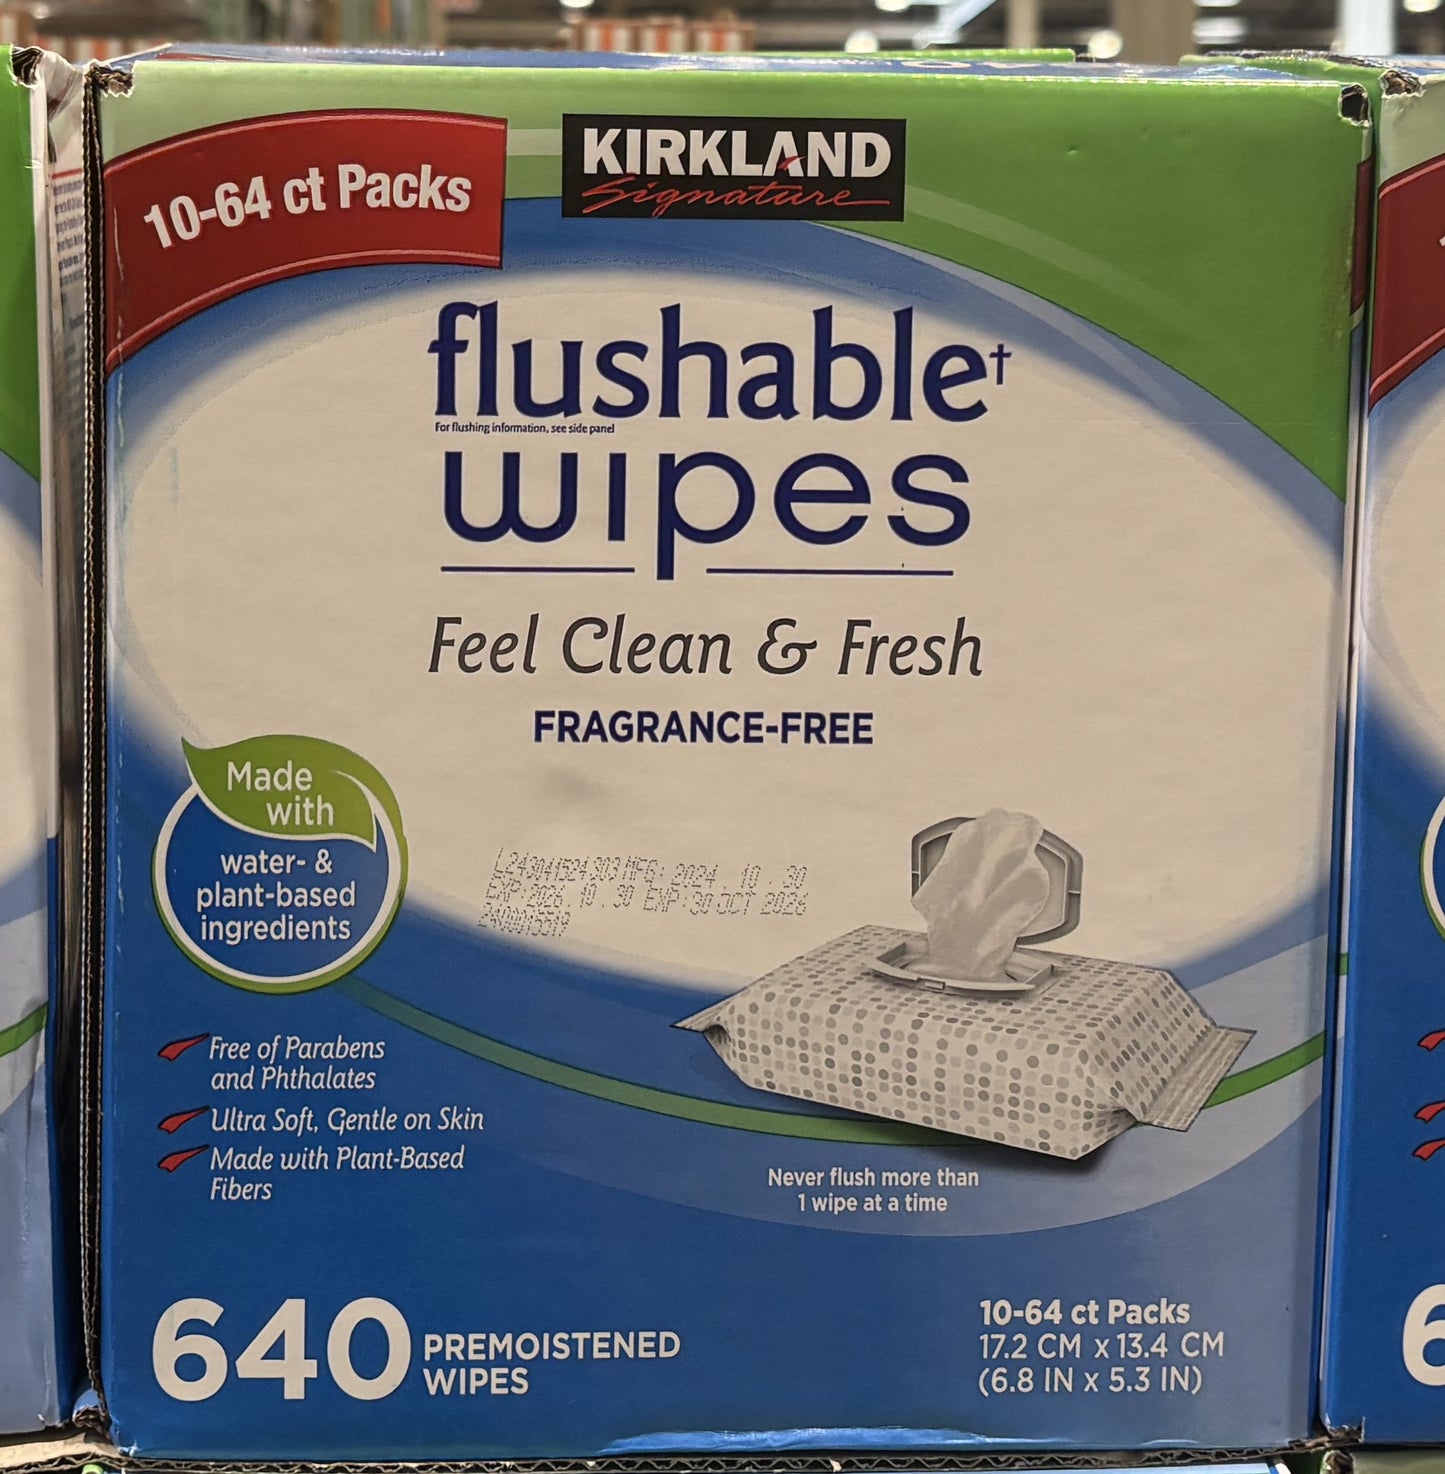 10-64 ct Packs
KIRKLAND
Signature
flushable†
For flushing information, see side panel
wipes
Feel Clean & Fresh
FRAGRANCE-FREE
Made
with
water- &
plant-based
ingredients
L243041524303 MFG: 2024 . 10 . 30
EXP: 2026 . 10 . 30 EXP: 30 OCT 2026
Free of Parabens
and Phthalates
Ultra Soft, Gentle on Skin
Made with Plant-Based
Fibers
Never flush more than
1 wipe at a time
640 PREMOISTENED
WIPES
10-64 ct Packs
17.2 CM x 13.4 CM
(6.8 IN x 5.3 IN)